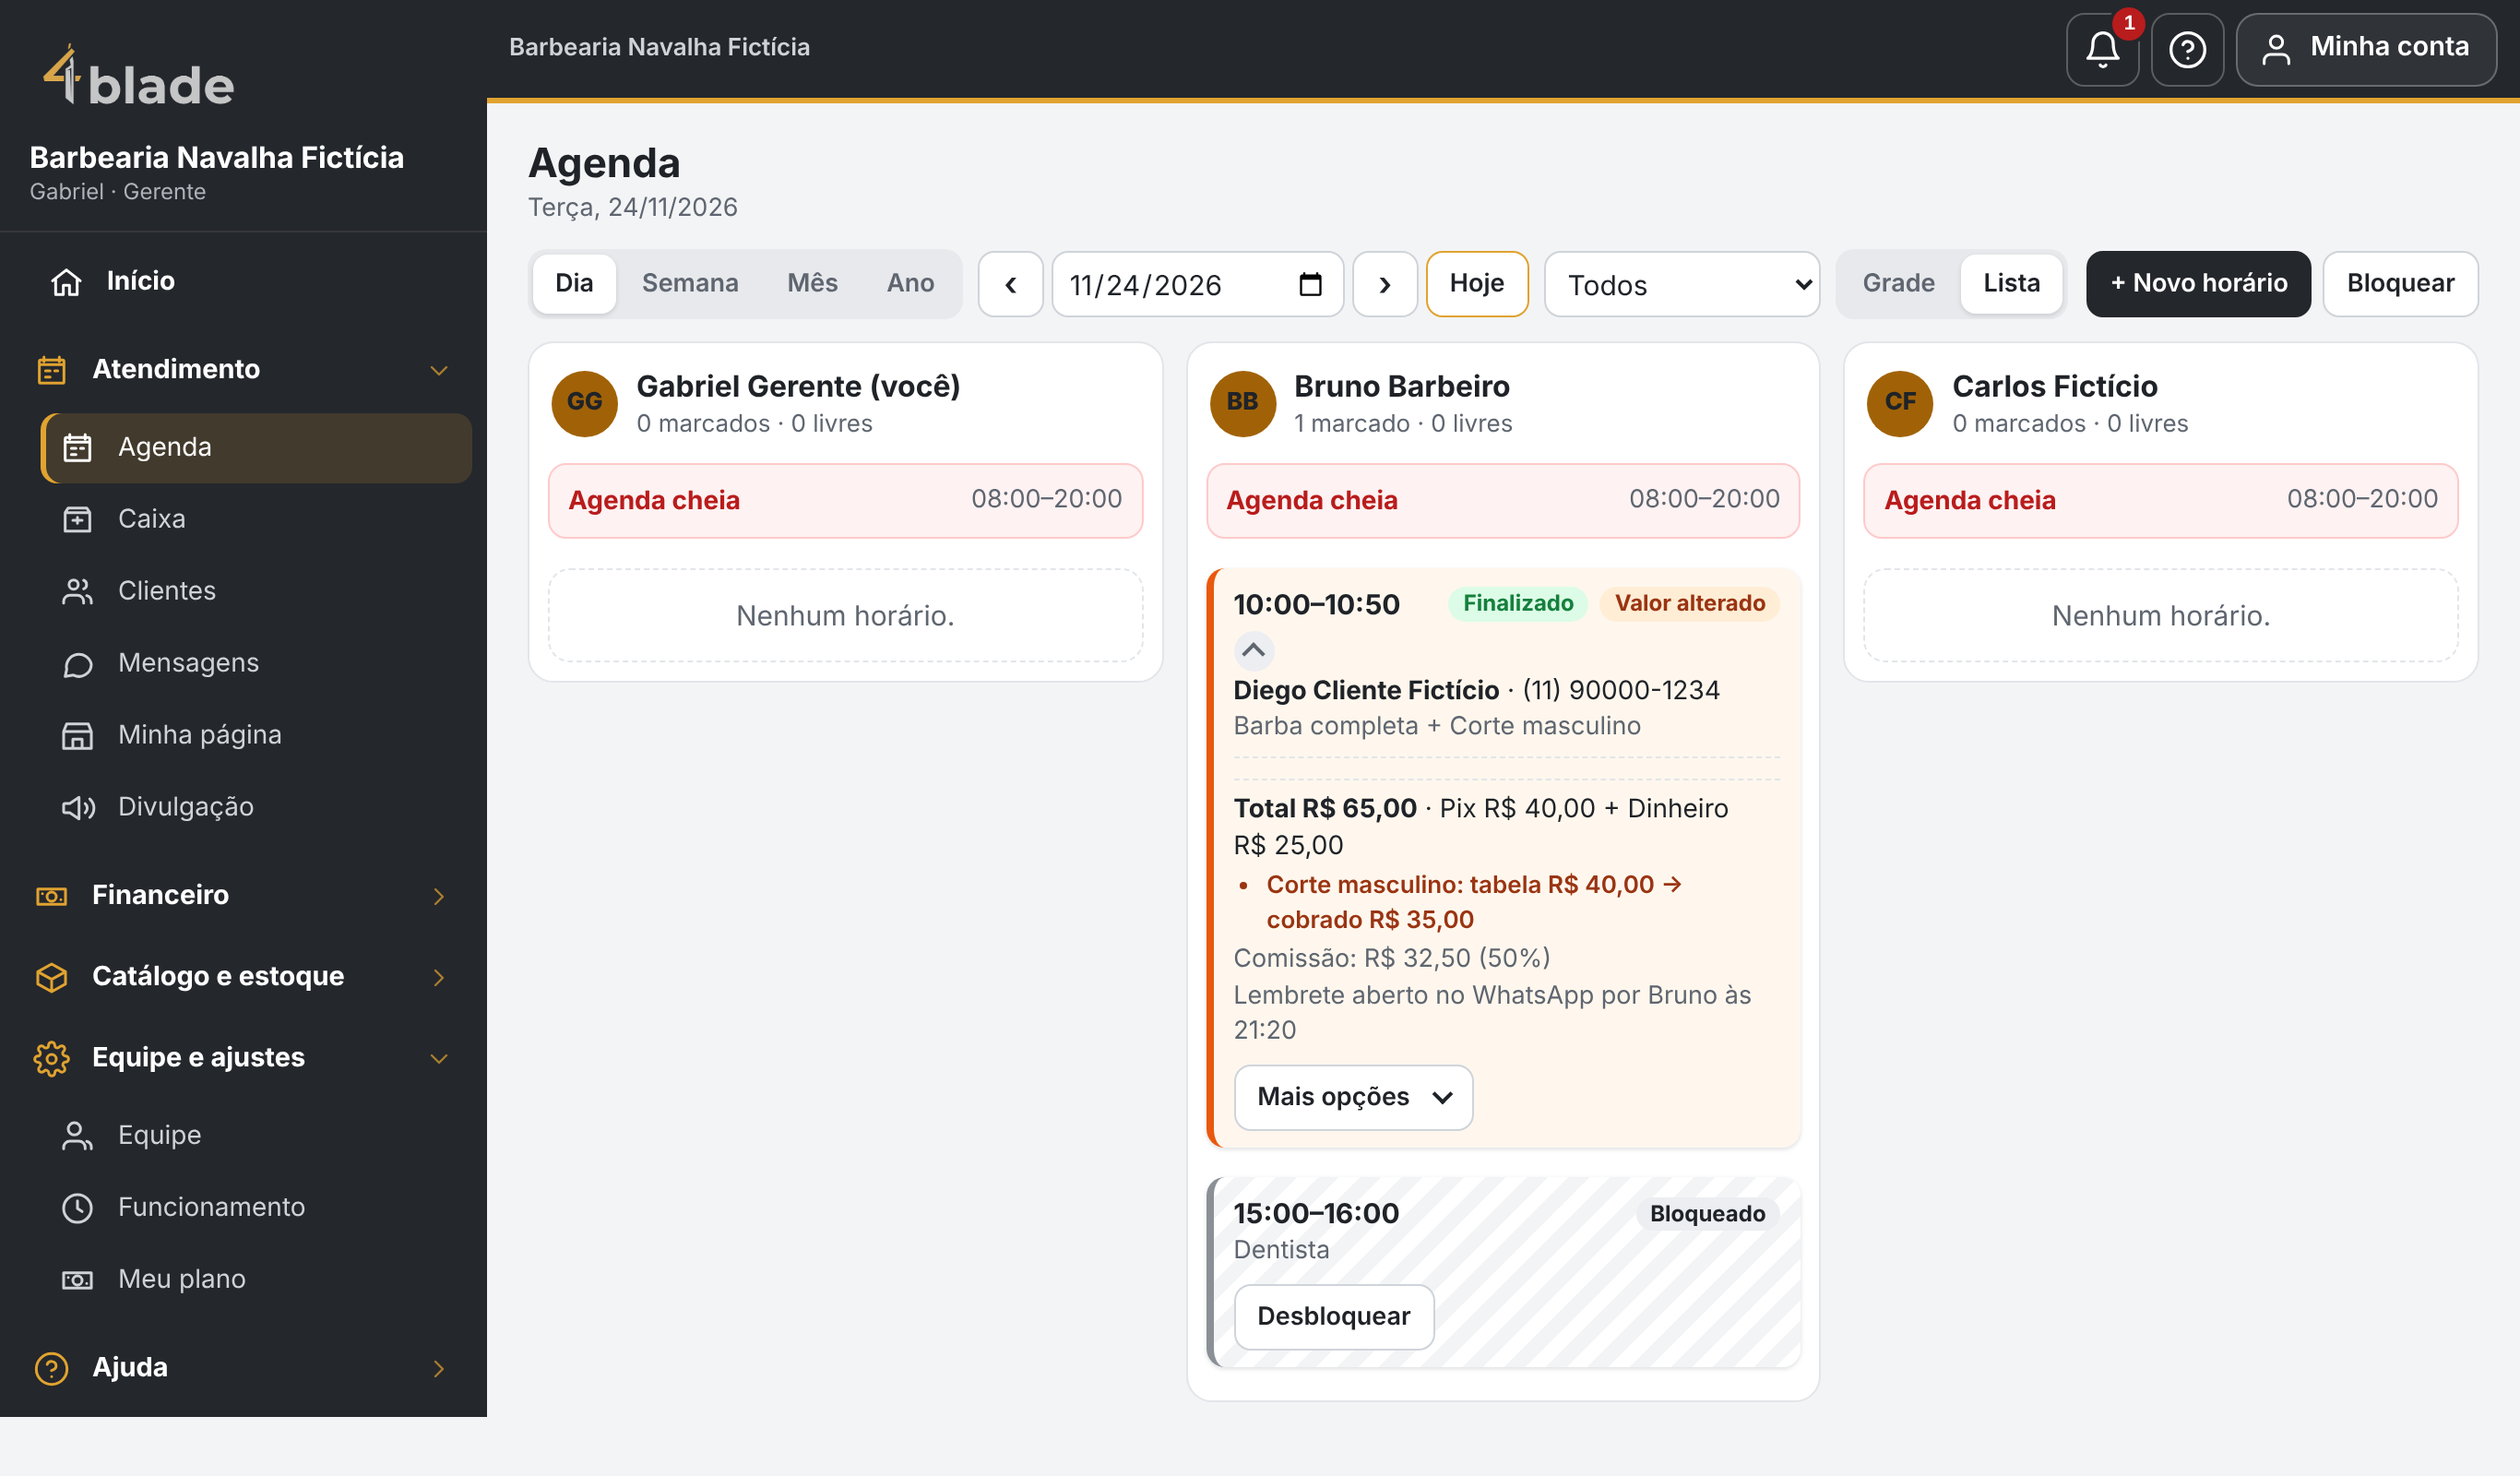 4blade
Barbearia Navalha Fictícia
Gabriel · Gerente
Início
Atendimento
Agenda
Caixa
Clientes
Mensagens
Minha página
Divulgação
Financeiro
Catálogo e estoque
Equipe e ajustes
Equipe
Funcionamento
Meu plano
Ajuda
Barbearia Navalha Fictícia
1
Minha conta
Agenda
Terça, 24/11/2026
Dia Semana Mês Ano
11/24/2026
Hoje
Todos
Grade Lista
+ Novo horário
Bloquear
GG
Gabriel Gerente (você)
0 marcados · 0 livres
Agenda cheia 08:00–20:00
Nenhum horário.
BB
Bruno Barbeiro
1 marcado · 0 livres
Agenda cheia 08:00–20:00
10:00–10:50 Finalizado Valor alterado
Diego Cliente Fictício · (11) 90000-1234
Barba completa + Corte masculino
Total R$ 65,00 · Pix R$ 40,00 + Dinheiro
R$ 25,00
• Corte masculino: tabela R$ 40,00 →
cobrado R$ 35,00
Comissão: R$ 32,50 (50%)
Lembrete aberto no WhatsApp por Bruno às
21:20
Mais opções
15:00–16:00 Bloqueado
Dentista
Desbloquear
CF
Carlos Fictício
0 marcados · 0 livres
Agenda cheia 08:00–20:00
Nenhum horário.